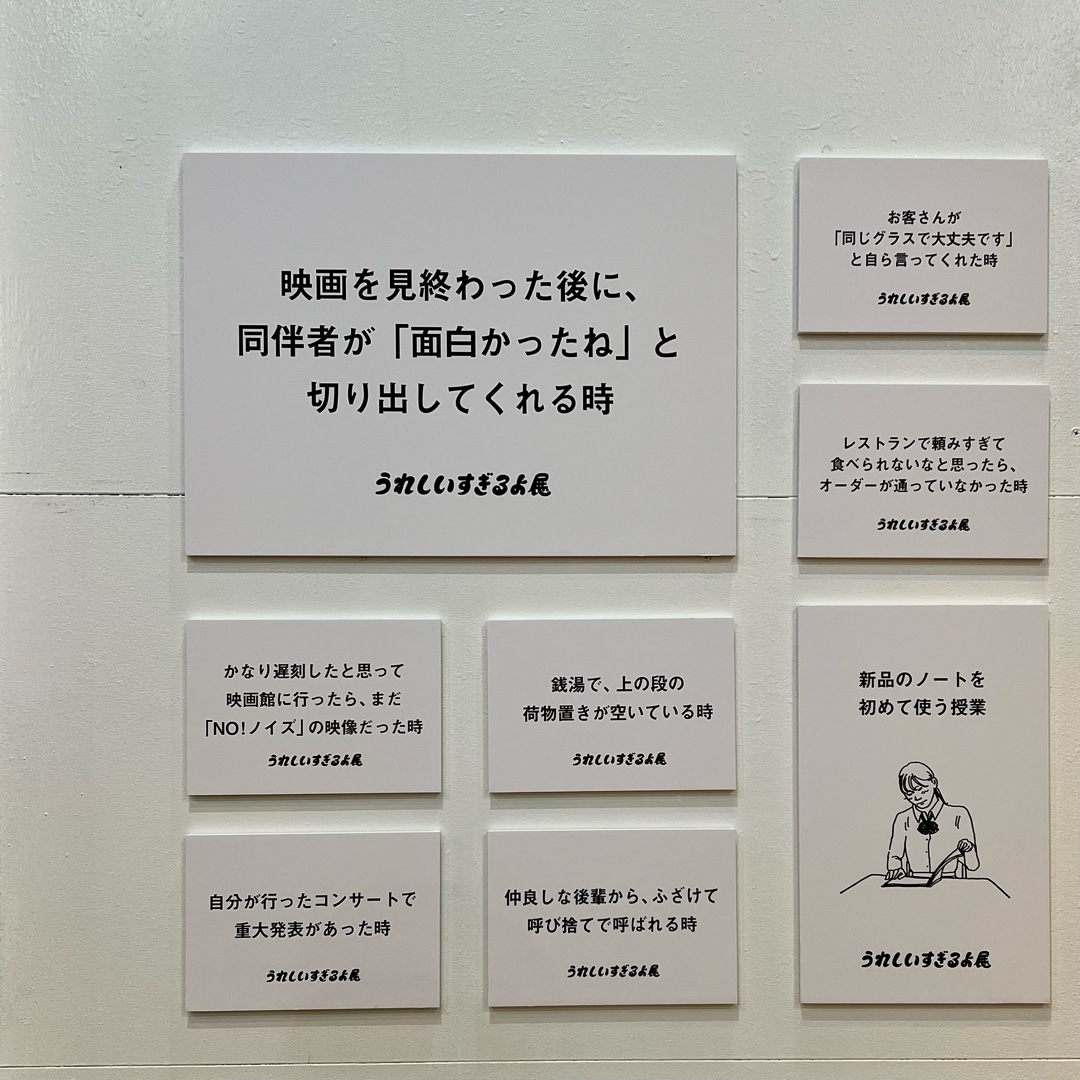 映画を見終わった後に、
同伴者が「面白かったね」と
切り出してくれる時
うれしいすぎるよ展
お客さんが
「同じグラスで大丈夫です」
と自ら言ってくれた時
うれしいすぎるよ展
レストランで頼みすぎて
食べられないなと思ったら、
オーダーが通っていなかった時
うれしいすぎるよ展
かなり遅刻したと思って
映画館に行ったら、まだ
「NO!ノイズ」の映像だった時
うれしいすぎるよ展
銭湯で、上の段の
荷物置きが空いている時
うれしいすぎるよ展
新品のノートを
初めて使う授業
うれしいすぎるよ展
自分が行ったコンサートで
重大発表があった時
うれしいすぎるよ展
仲良しな後輩から、ふざけて
呼び捨てで呼ばれる時
うれしいすぎるよ展